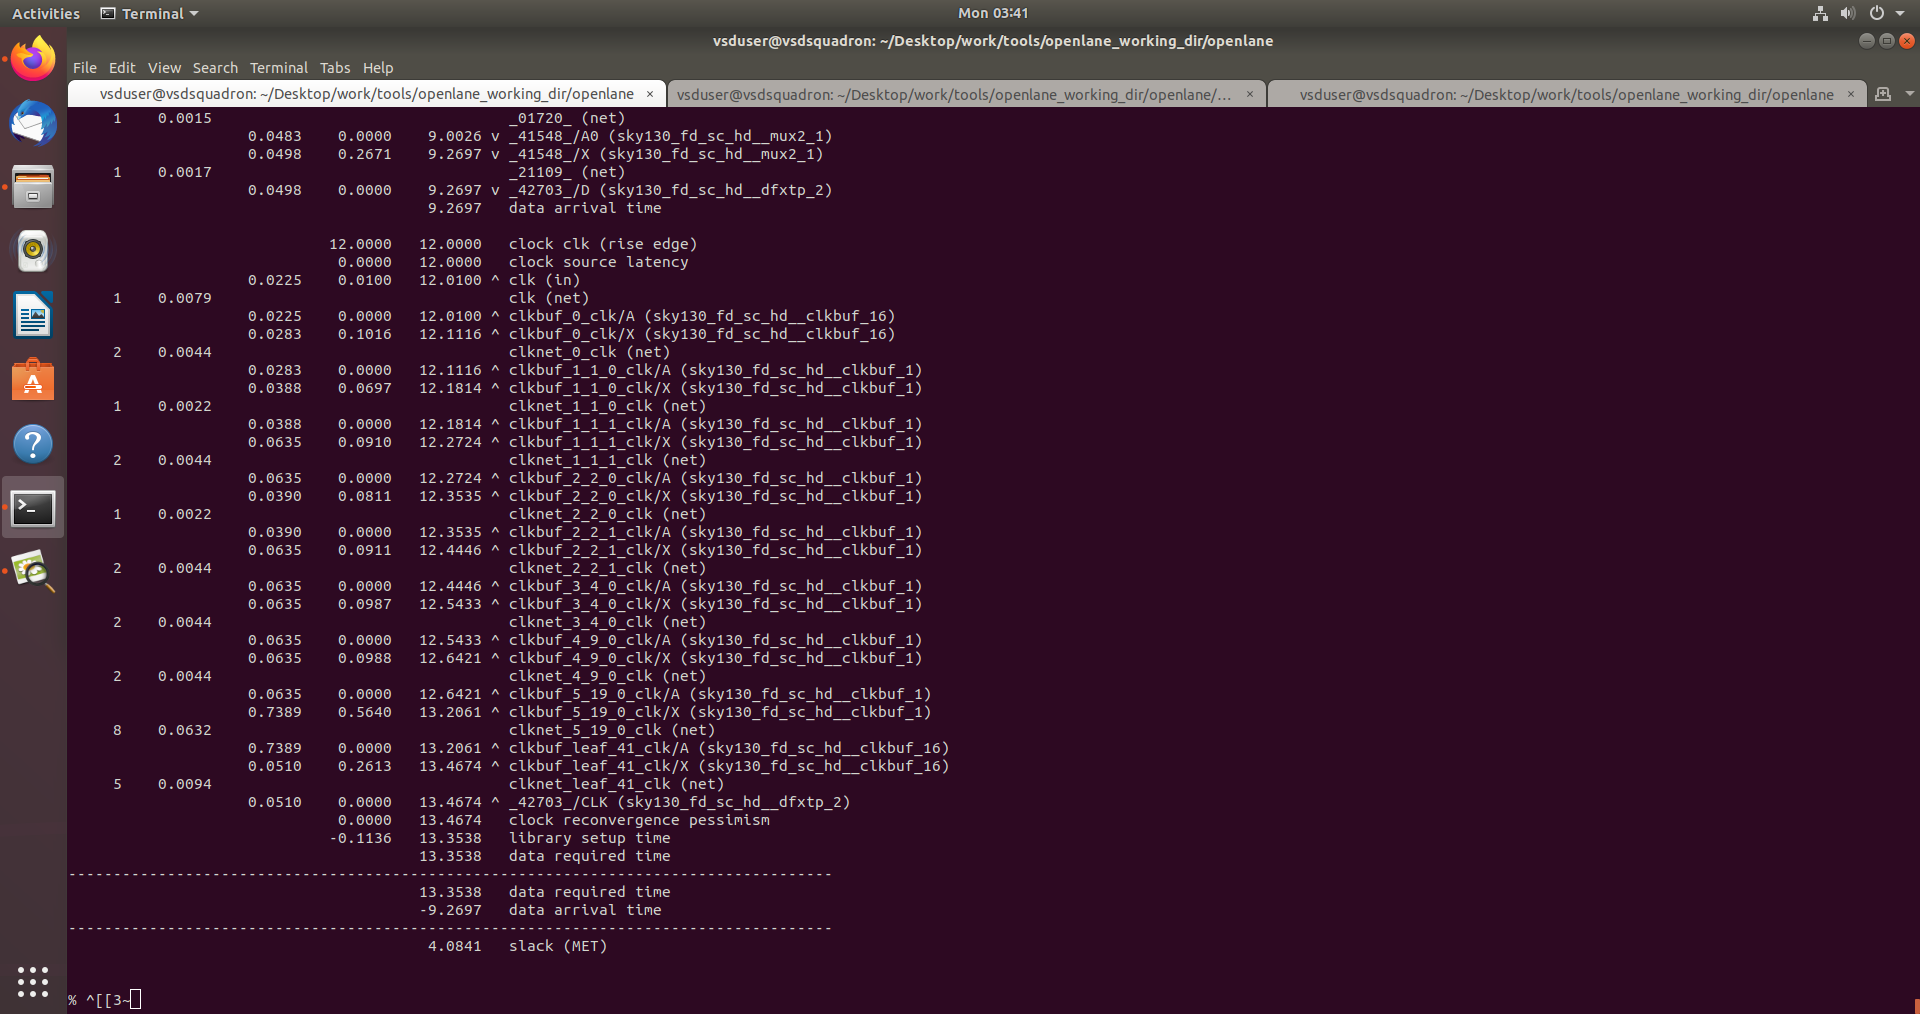 Activities Terminal Mon 03:41
vsduser@vsdsquadron: ~/Desktop/work/tools/openlane_working_dir/openlane
File Edit View Search Terminal Tabs Help
vsduser@vsdsquadron: ~/Desktop/work/tools/openlane_working_dir/openlane × vsduser@vsdsquadron: ~/Desktop/work/tools/openlane_working_dir/openlane/... × vsduser@vsdsquadron: ~/Desktop/work/tools/openlane_working_dir/openlane ×
1 0.0015 _01720_ (net)
0.0483 0.0000 9.0026 v _41548_/A0 (sky130_fd_sc_hd__mux2_1)
0.0498 0.2671 9.2697 v _41548_/X (sky130_fd_sc_hd__mux2_1)
1 0.0017 _21109_ (net)
0.0498 0.0000 9.2697 v _42703_/D (sky130_fd_sc_hd__dfxtp_2)
9.2697 data arrival time
12.0000 12.0000 clock clk (rise edge)
0.0000 12.0000 clock source latency
0.0225 0.0100 12.0100 ^ clk (in)
1 0.0079 clk (net)
0.0225 0.0000 12.0100 ^ clkbuf_0_clk/A (sky130_fd_sc_hd__clkbuf_16)
0.0283 0.1016 12.1116 ^ clkbuf_0_clk/X (sky130_fd_sc_hd__clkbuf_16)
2 0.0044 clknet_0_clk (net)
0.0283 0.0000 12.1116 ^ clkbuf_1_1_0_clk/A (sky130_fd_sc_hd__clkbuf_1)
0.0388 0.0697 12.1814 ^ clkbuf_1_1_0_clk/X (sky130_fd_sc_hd__clkbuf_1)
1 0.0022 clknet_1_1_0_clk (net)
0.0388 0.0000 12.1814 ^ clkbuf_1_1_1_clk/A (sky130_fd_sc_hd__clkbuf_1)
0.0635 0.0910 12.2724 ^ clkbuf_1_1_1_clk/X (sky130_fd_sc_hd__clkbuf_1)
2 0.0044 clknet_1_1_1_clk (net)
0.0635 0.0000 12.2724 ^ clkbuf_2_2_0_clk/A (sky130_fd_sc_hd__clkbuf_1)
0.0390 0.0811 12.3535 ^ clkbuf_2_2_0_clk/X (sky130_fd_sc_hd__clkbuf_1)
1 0.0022 clknet_2_2_0_clk (net)
0.0390 0.0000 12.3535 ^ clkbuf_2_2_1_clk/A (sky130_fd_sc_hd__clkbuf_1)
0.0635 0.0911 12.4446 ^ clkbuf_2_2_1_clk/X (sky130_fd_sc_hd__clkbuf_1)
2 0.0044 clknet_2_2_1_clk (net)
0.0635 0.0000 12.4446 ^ clkbuf_3_4_0_clk/A (sky130_fd_sc_hd__clkbuf_1)
0.0635 0.0987 12.5433 ^ clkbuf_3_4_0_clk/X (sky130_fd_sc_hd__clkbuf_1)
2 0.0044 clknet_3_4_0_clk (net)
0.0635 0.0000 12.5433 ^ clkbuf_4_9_0_clk/A (sky130_fd_sc_hd__clkbuf_1)
0.0635 0.0988 12.6421 ^ clkbuf_4_9_0_clk/X (sky130_fd_sc_hd__clkbuf_1)
2 0.0044 clknet_4_9_0_clk (net)
0.0635 0.0000 12.6421 ^ clkbuf_5_19_0_clk/A (sky130_fd_sc_hd__clkbuf_1)
0.7389 0.5640 13.2061 ^ clkbuf_5_19_0_clk/X (sky130_fd_sc_hd__clkbuf_1)
8 0.0632 clknet_5_19_0_clk (net)
0.7389 0.0000 13.2061 ^ clkbuf_leaf_41_clk/A (sky130_fd_sc_hd__clkbuf_16)
0.0510 0.2613 13.4674 ^ clkbuf_leaf_41_clk/X (sky130_fd_sc_hd__clkbuf_16)
5 0.0094 clknet_leaf_41_clk (net)
0.0510 0.0000 13.4674 ^ _42703_/CLK (sky130_fd_sc_hd__dfxtp_2)
0.0000 13.4674 clock reconvergence pessimism
-0.1136 13.3538 library setup time
13.3538 data required time
-------------------------------------------------------------------------------------
13.3538 data required time
-9.2697 data arrival time
-------------------------------------------------------------------------------------
4.0841 slack (MET)
% ^[[3~